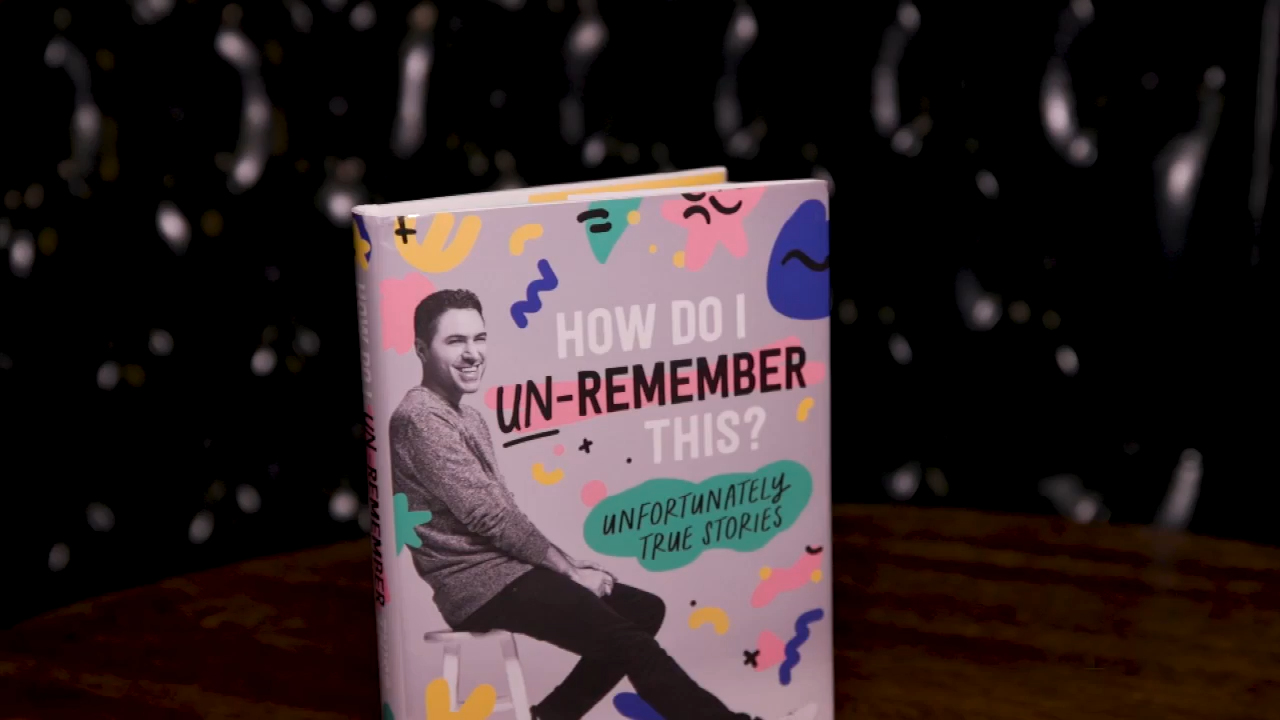 HOW DO I
UN-REMEMBER
THIS?
UNFORTUNATELY
TRUE STORIES
UN-REMEMBER